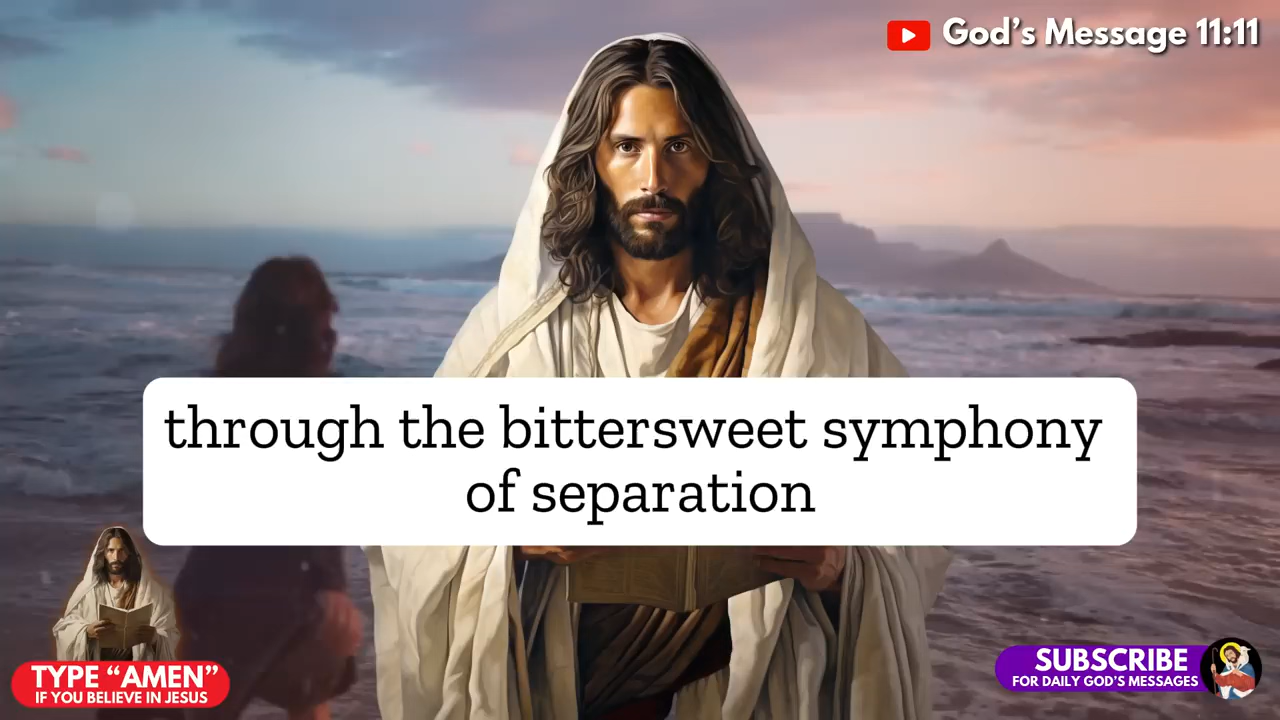 God's Message 11:11
through the bittersweet symphony
of separation
TYPE “AMEN”
IF YOU BELIEVE IN JESUS
SUBSCRIBE
FOR DAILY GOD'S MESSAGES